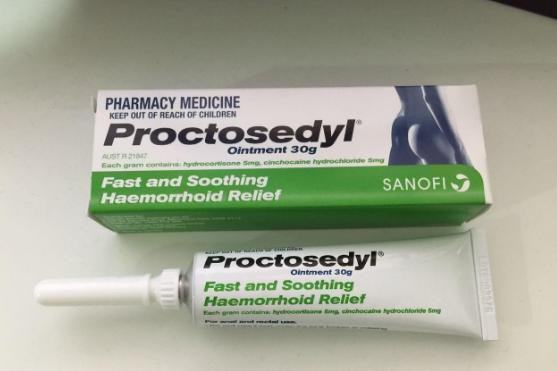 PHARMACY MEDICINE
KEEP OUT OF REACH OF CHILDREN
Proctosedyl®
Ointment 30g
AUST R 21847
Each gram contains: hydrocortisone 5mg, cinchocaine hydrochloride 5mg
Fast and Soothing
Haemorrhoid Relief
SANOFI
KEEP OUT OF REACH OF CHILDREN
Proctosedyl®
Ointment 30g
Fast and Soothing
Haemorrhoid Relief
Each gram contains: hydrocortisone 5mg, cinchocaine hydrochloride 5mg
For anal and rectal use.